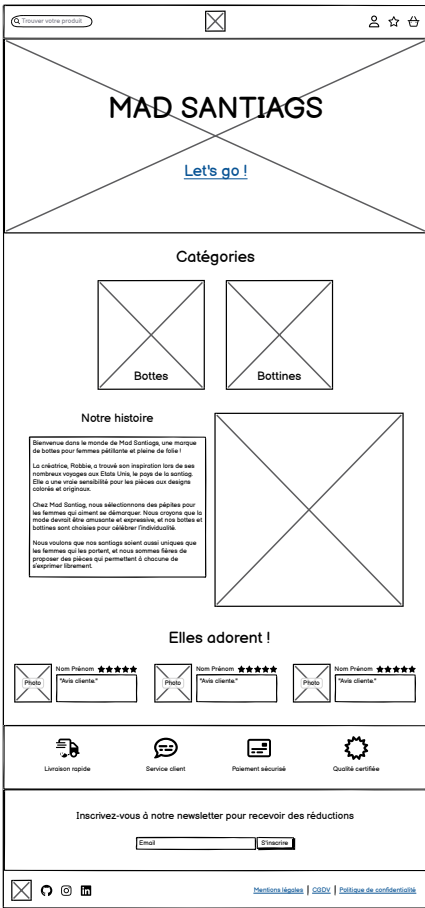 Trouver votre produit
MAD SANTIAGS
Let's go !
Catégories
Bottes
Bottines
Notre histoire
Bienvenue dans le monde de Mad Santiags, une marque
de bottes pour femmes pétillante et pleine de folie !
La créatrice, Robbie, a trouvé son inspiration lors de ses
nombreux voyages aux Etats Unis, le pays de la santiag.
Elle a une vraie sensibilité pour les pièces aux designs
colorés et originaux.
Chez Mad Santiag, nous sélectionnons des pépites pour
les femmes qui aiment se démarquer. Nous croyons que la
mode devrait être amusante et expressive, et nos bottes et
bottines sont choisies pour célébrer l'individualité.
Nous voulons que nos santiags soient aussi uniques que
les femmes qui les portent, et nous sommes fières de
proposer des pièces qui permettent à chacune de
s'exprimer librement.
Elles adorent !
Photo
Nom Prénom
"Avis cliente."
Photo
Nom Prénom
"Avis cliente."
Photo
Nom Prénom
"Avis cliente."
Livraison rapide
Service client
Paiement sécurisé
Qualité certifiée
Inscrivez-vous à notre newsletter pour recevoir des réductions
Email
S'inscrire
Mentions légales | CGDV | Politique de confidentialité